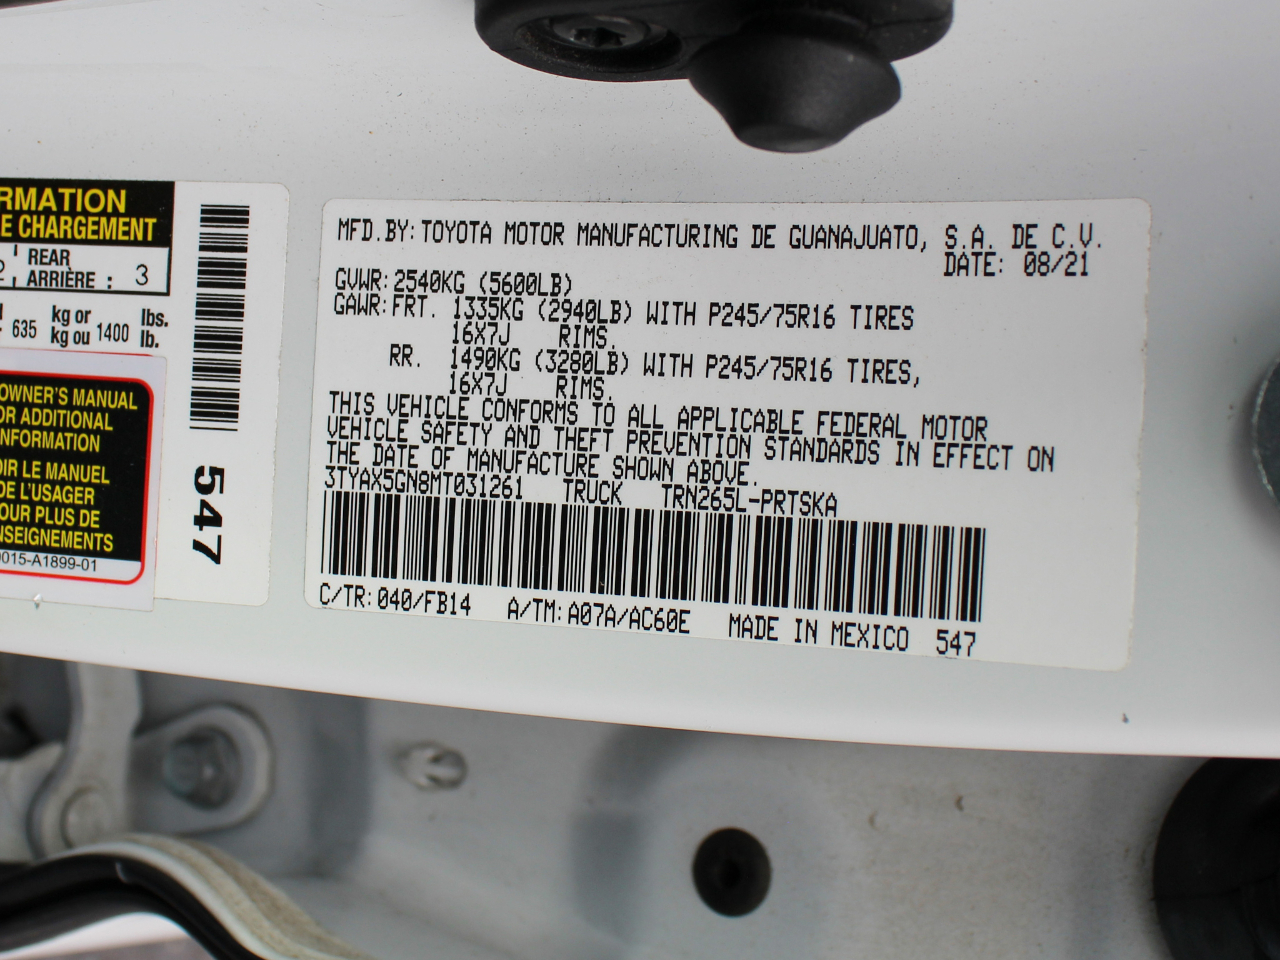 RMATION
E CHARGEMENT
REAR
ARRIÈRE : 3
kg or lbs.
635 kg ou 1400 lb.
OWNER'S MANUAL
OR ADDITIONAL
INFORMATION
OIR LE MANUEL
DE L'USAGER
OUR PLUS DE
NSEIGNEMENTS
0015-A1899-01
547
MFD.BY:TOYOTA MOTOR MANUFACTURING DE GUANAJUATO, S.A. DE C.V.
DATE: 08/21
GVWR:2540KG (5600LB)
GAWR:FRT. 1335KG (2940LB) WITH P245/75R16 TIRES
16X7J RIMS.
RR. 1490KG (3280LB) WITH P245/75R16 TIRES,
16X7J RIMS.
THIS VEHICLE CONFORMS TO ALL APPLICABLE FEDERAL MOTOR
VEHICLE SAFETY AND THEFT PREVENTION STANDARDS IN EFFECT ON
THE DATE OF MANUFACTURE SHOWN ABOVE.
3TYAX5GN8MT031261 TRUCK TRN265L-PRTSKA
C/TR:040/FB14 A/TM:A07A/AC60E MADE IN MEXICO 547